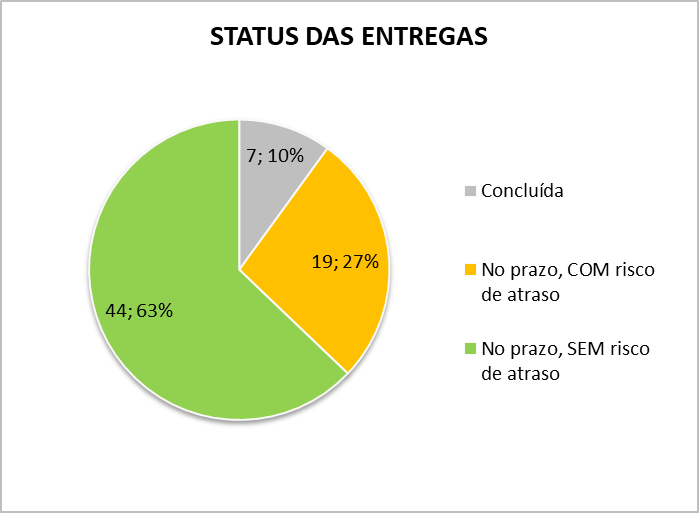 STATUS DAS ENTREGAS
7; 10%
19; 27%
44; 63%
Concluída
No prazo, COM risco
de atraso
No prazo, SEM risco
de atraso